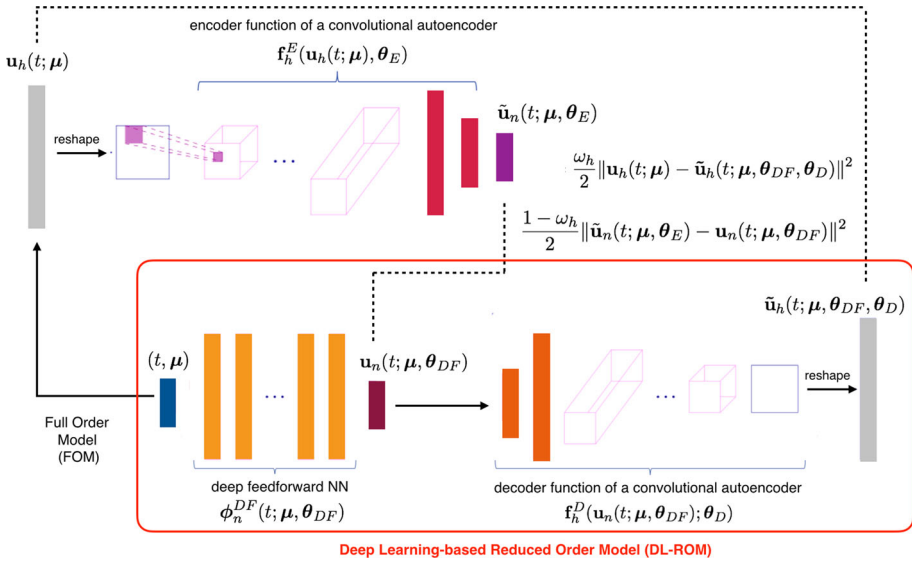 encoder function of a convolutional autoencoder
𝐟_h^E(𝐮_h(t; 𝝁), 𝜽_E)
𝐮_h(t; 𝝁)
reshape
...
ũ_n(t; 𝝁, 𝜽_E)
ω_h/2 ‖𝐮_h(t; 𝝁) − ũ_h(t; 𝝁, 𝜽_DF, 𝜽_D)‖²
(1 − ω_h)/2 ‖ũ_n(t; 𝝁, 𝜽_E) − 𝐮_n(t; 𝝁, 𝜽_DF)‖²
ũ_h(t; 𝝁, 𝜽_DF, 𝜽_D)
(t, 𝝁)
...
𝐮_n(t; 𝝁, 𝜽_DF)
...
reshape
Full Order
Model
(FOM)
deep feedforward NN
𝝓_n^DF(t; 𝝁, 𝜽_DF)
decoder function of a convolutional autoencoder
𝐟_h^D(𝐮_n(t; 𝝁, 𝜽_DF); 𝜽_D)
Deep Learning-based Reduced Order Model (DL-ROM)